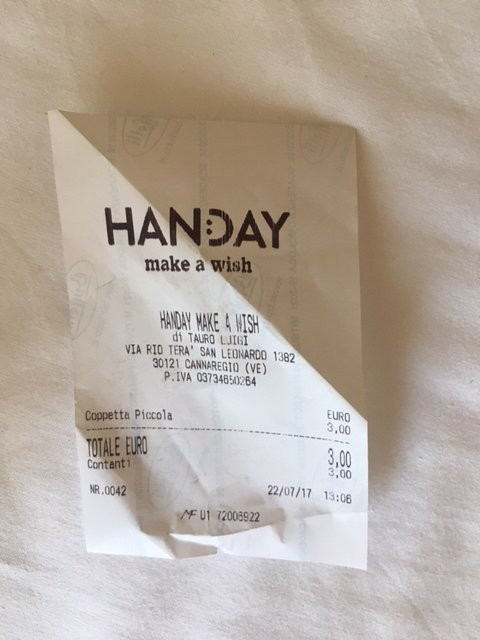 HANDAY
make a wish
HANDAY MAKE A WISH
di TAURO LUIGI
VIA RIO TERA' SAN LEONARDO 1382
30121 CANNAREGIO (VE)
P.IVA 03734650264
EURO
Coppetta Piccola 3,00
TOTALE EURO 3,00
Contanti 3,00
NR.0042 22/07/17 13:06
MF U1 72006922